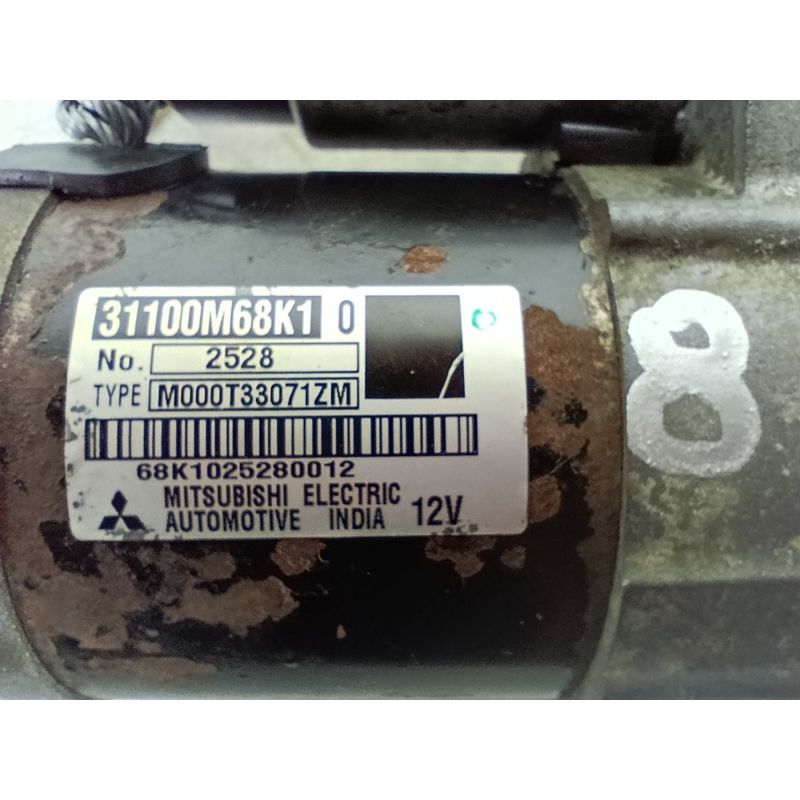 31100M68K1 0
No. 2528
TYPE M000T33071ZM
68K1025280012
MITSUBISHI ELECTRIC
AUTOMOTIVE INDIA 12V
8